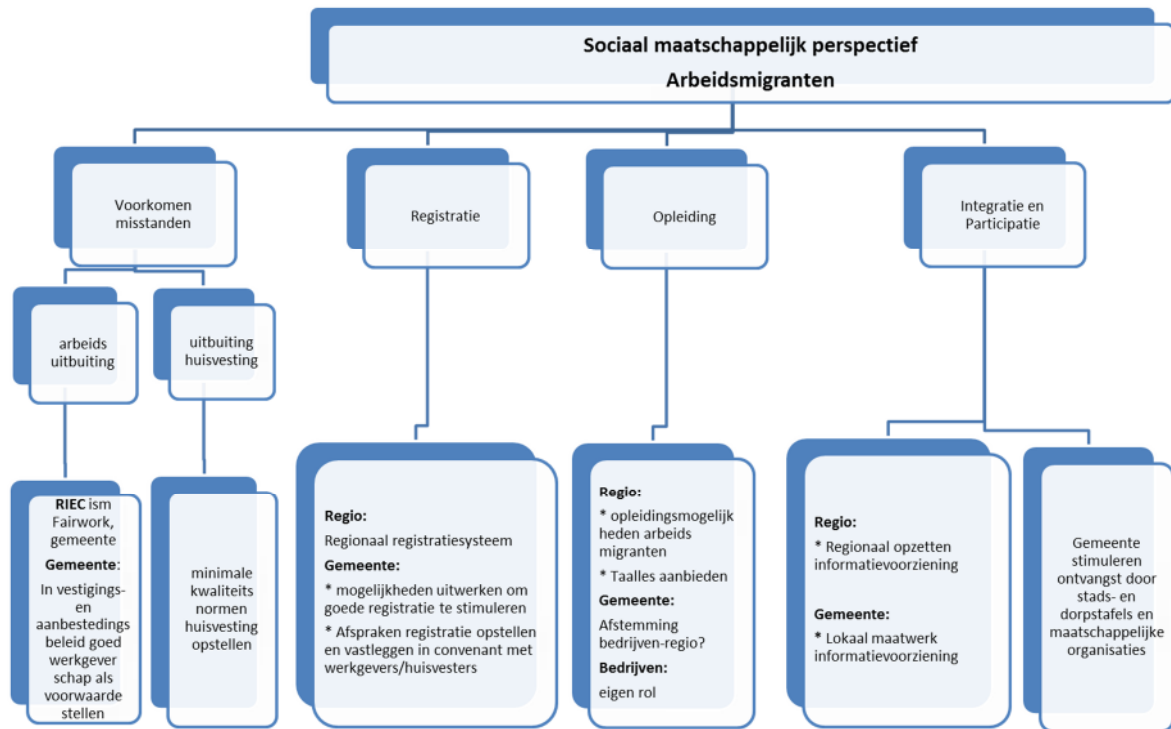 Sociaal maatschappelijk perspectief
Arbeidsmigranten
Voorkomen
misstanden
Registratie
Opleiding
Integratie en
Participatie
arbeids
uitbuiting
uitbuiting
huisvesting
RIEC ism
Fairwork,
gemeente
Gemeente:
In vestigings-
en
aanbestedings
beleid goed
werkgever
schap als
voorwaarde
stellen
minimale
kwaliteits
normen
huisvesting
opstellen
Regio:
Regionaal registratiesysteem
Gemeente:
* mogelijkheden uitwerken om
goede registratie te stimuleren
* Afspraken registratie opstellen
en vastleggen in convenant met
werkgevers/huisvesters
Regio:
* opleidingsmogelijk
heden arbeids
migranten
* Taalles aanbieden
Gemeente:
Afstemming
bedrijven-regio?
Bedrijven:
eigen rol
Regio:
* Regionaal opzetten
informatievoorziening
Gemeente:
* Lokaal maatwerk
informatievoorziening
Gemeente
stimuleren
ontvangst door
stads- en
dorpstafels en
maatschappelijke
organisaties